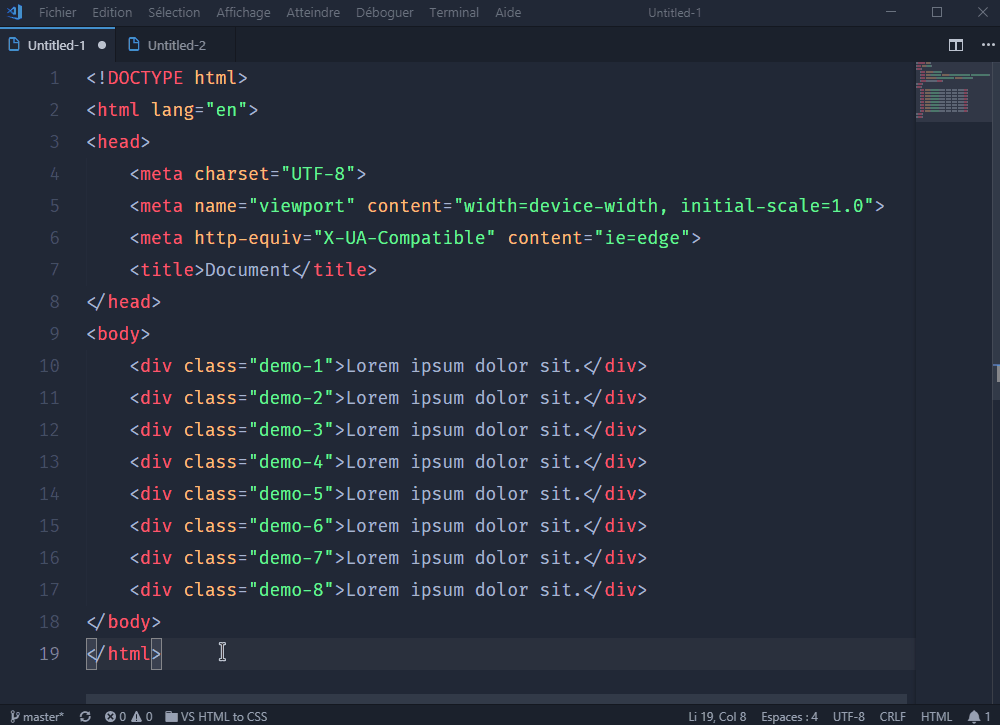 Fichier Edition Sélection Affichage Atteindre Déboguer Terminal Aide Untitled-1
Untitled-1 Untitled-2
1 <!DOCTYPE html>
2 <html lang="en">
3 <head>
4 <meta charset="UTF-8">
5 <meta name="viewport" content="width=device-width, initial-scale=1.0">
6 <meta http-equiv="X-UA-Compatible" content="ie=edge">
7 <title>Document</title>
8 </head>
9 <body>
10 <div class="demo-1">Lorem ipsum dolor sit.</div>
11 <div class="demo-2">Lorem ipsum dolor sit.</div>
12 <div class="demo-3">Lorem ipsum dolor sit.</div>
13 <div class="demo-4">Lorem ipsum dolor sit.</div>
14 <div class="demo-5">Lorem ipsum dolor sit.</div>
15 <div class="demo-6">Lorem ipsum dolor sit.</div>
16 <div class="demo-7">Lorem ipsum dolor sit.</div>
17 <div class="demo-8">Lorem ipsum dolor sit.</div>
18 </body>
19 </html>
master* 0 0 VS HTML to CSS Li 19, Col 8 Espaces : 4 UTF-8 CRLF HTML 1